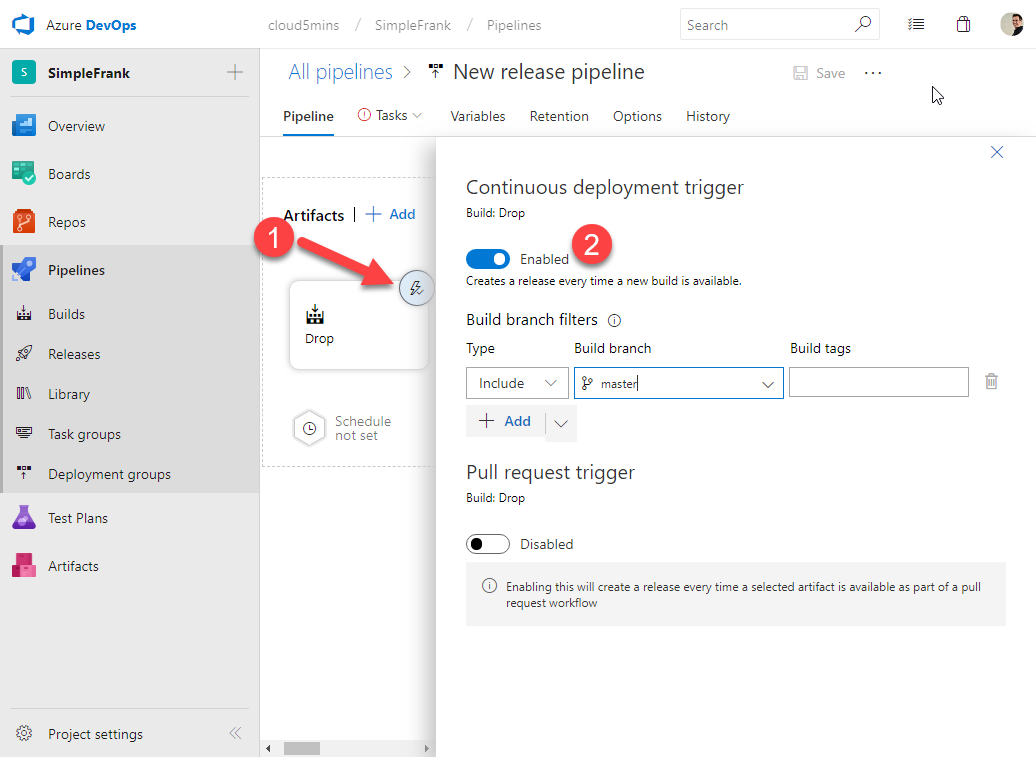 Azure DevOps
cloud5mins / SimpleFrank / Pipelines
Search
S SimpleFrank
Overview
Boards
Repos
Pipelines
Builds
Releases
Library
Task groups
Deployment groups
Test Plans
Artifacts
Project settings
All pipelines > New release pipeline
Save ...
Pipeline Tasks Variables Retention Options History
Artifacts | + Add
1
Drop
Schedule
not set
Continuous deployment trigger
Build: Drop
Enabled 2
Creates a release every time a new build is available.
Build branch filters
Type Build branch Build tags
Include master
+ Add
Pull request trigger
Build: Drop
Disabled
Enabling this will create a release every time a selected artifact is available as part of a pull
request workflow